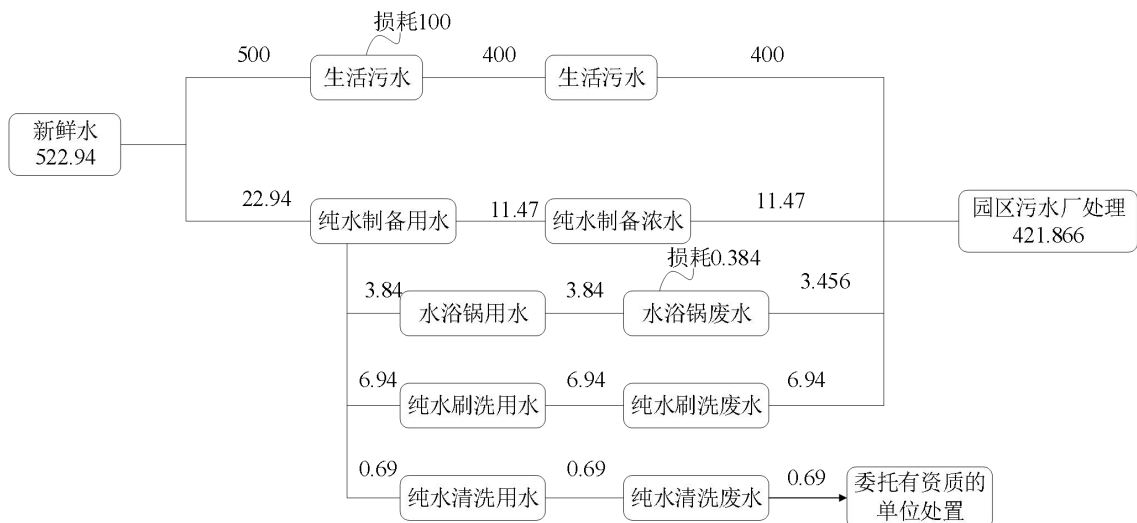 损耗100
500
生活污水
400
生活污水
400
新鲜水
522.94
22.94
纯水制备用水
11.47
纯水制备浓水
11.47
园区污水厂处理
421.866
损耗0.384
3.84
水浴锅用水
3.84
水浴锅废水
3.456
6.94
纯水刷洗用水
6.94
纯水刷洗废水
6.94
0.69
纯水清洗用水
0.69
纯水清洗废水
0.69
委托有资质的
单位处置